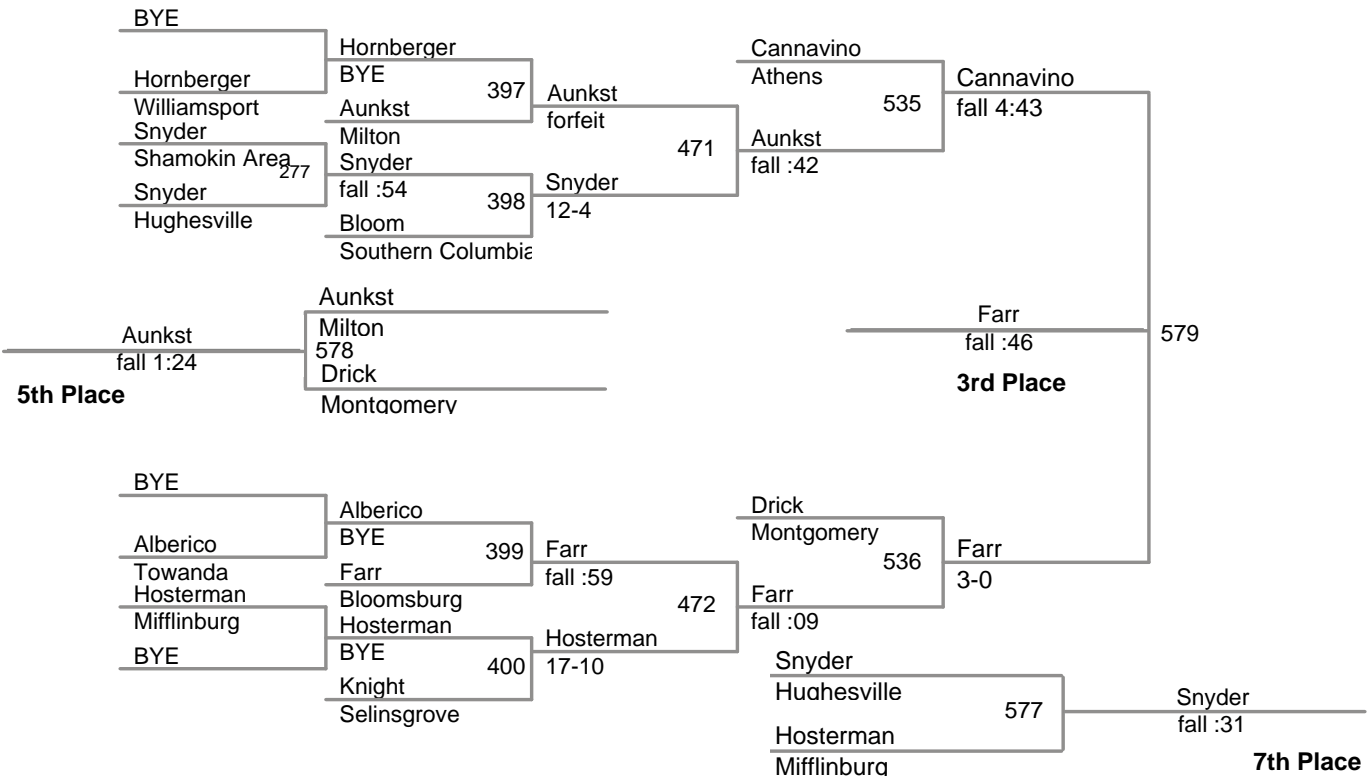 BYE
Hornberger
Cannavino
BYE
Hornberger
Athens
Cannavino
397
Aunkst
535
Williamsport
Aunkst
forfeit
fall 4:43
Snyder
Milton
471
Aunkst
Shamokin Area
277
Snyder
fall :42
Snyder
fall :54
398
Snyder
12-4
Hughesville
Bloom
Southern Columbia
Aunkst
Farr
Aunkst
Milton
579
fall 1:24
578
fall :46
Drick
3rd Place
5th Place
Montgomery
BYE
Alberico
Drick
BYE
Montgomery
Alberico
399
Farr
536
Farr
Towanda
Farr
fall :59
3-0
Hosterman
Bloomsburg
472
Farr
Mifflinburg
Hosterman
fall :09
BYE
BYE
400
Hosterman
17-10
Snyder
Knight
Hughesville
577
Snyder
Selinsgrove
fall :31
Hosterman
7th Place
Mifflinburg